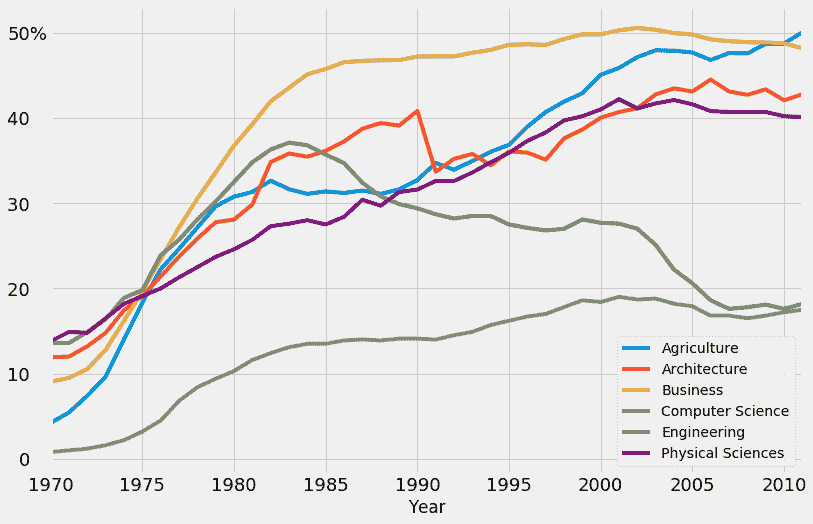 50%
40
30
20
10
0
1970 1975 1980 1985 1990 1995 2000 2005 2010
Year
Agriculture
Architecture
Business
Computer Science
Engineering
Physical Sciences